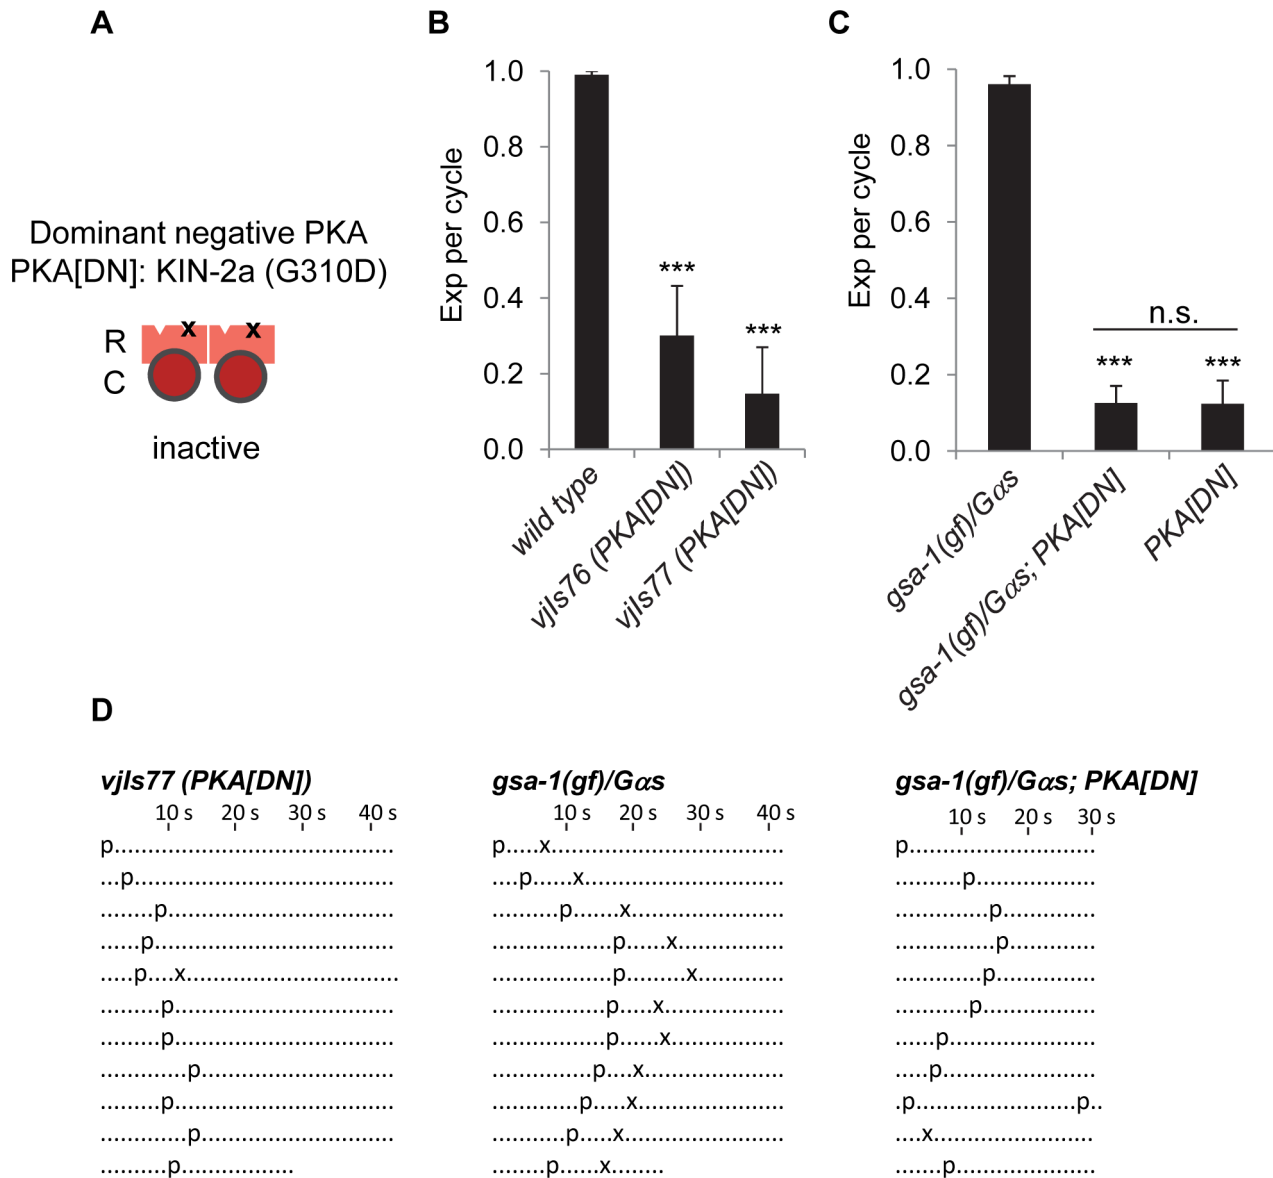 A
Dominant negative PKA
PKA[DN]: KIN-2a (G310D)
R
C
inactive
B
Exp per cycle
1.0
0.8
0.6
0.4
0.2
0.0
***
***
wild type
vjIs76 (PKA[DN])
vjIs77 (PKA[DN])
C
Exp per cycle
1.0
0.8
0.6
0.4
0.2
0.0
n.s.
***
***
gsa-1(gf)/Gαs
gsa-1(gf)/Gαs; PKA[DN]
PKA[DN]
D
vjIs77 (PKA[DN])
10 s 20 s 30 s 40 s
p..........................................
...p.......................................
........p..................................
......p....................................
.....p....x................................
.........p.................................
.........p.................................
.............p.............................
.........p.................................
.............p.............................
..........p.................
gsa-1(gf)/Gαs
10 s 20 s 30 s 40 s
p.....x...................................
....p......x..............................
..........p.......x.......................
..................p......x................
..................p.........x.............
.................p.....x..................
.................p......x.................
...............p....x.....................
.............p.....x......................
...........p.....x........................
........p......x........
gsa-1(gf)/Gαs; PKA[DN]
10 s 20 s 30 s
p............................
..........p..................
..............p..............
...............p.............
.............p...............
...........p.................
......p......................
.....p.......................
.p........................p..
....x........................
.......p.....................